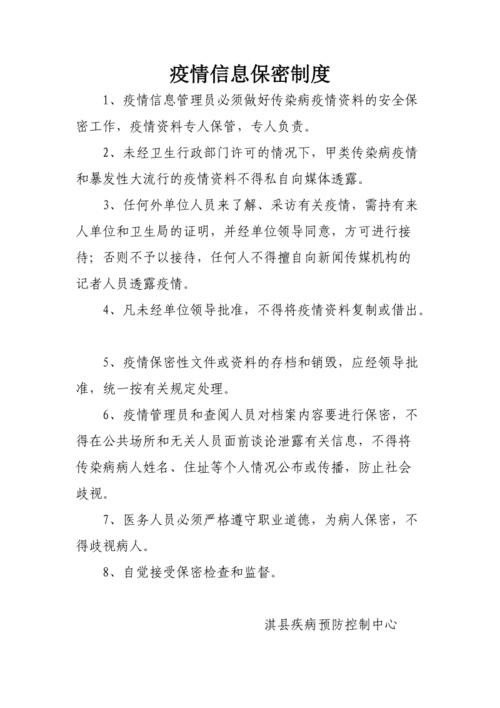 疫情信息保密制度
1、疫情信息管理员必须做好传染病疫情资料的安全保
密工作，疫情资料专人保管，专人负责。
2、未经卫生行政部门许可的情况下，甲类传染病疫情
和暴发性大流行的疫情资料不得私自向媒体透露。
3、任何外单位人员来了解、采访有关疫情，需持有来
人单位和卫生局的证明，并经单位领导同意，方可进行接
待；否则不予以接待，任何人不得擅自向新闻传媒机构的
记者人员透露疫情。
4、凡未经单位领导批准，不得将疫情资料复制或借出。
5、疫情保密性文件或资料的存档和销毁，应经领导批
准，统一按有关规定处理。
6、疫情管理员和查阅人员对档案内容要进行保密，不
得在公共场所和无关人员面前谈论泄露有关信息，不得将
传染病病人姓名、住址等个人情况公布或传播，防止社会
歧视。
7、医务人员必须严格遵守职业道德，为病人保密，不
得歧视病人。
8、自觉接受保密检查和监督。
淇县疾病预防控制中心